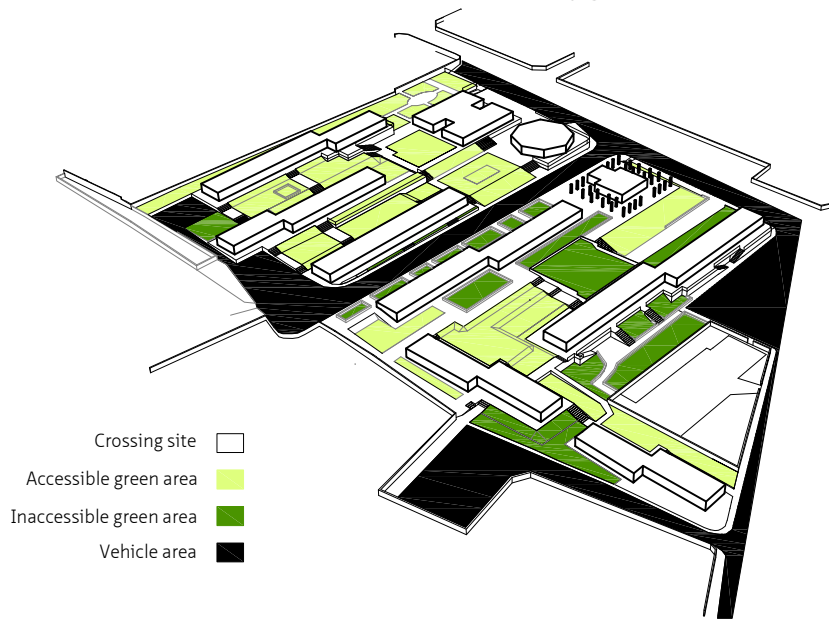 Crossing site
Accessible green area
Inaccessible green area
Vehicle area